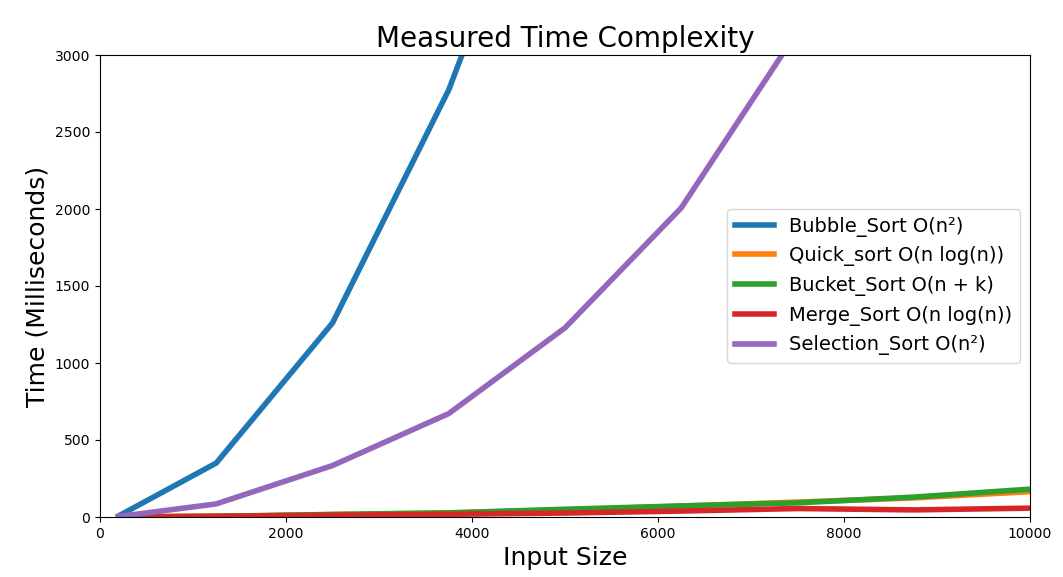 Measured Time Complexity
3000
2500
2000
1500
1000
500
0
Time (Milliseconds)
Bubble_Sort O(n²)
Quick_sort O(n log(n))
Bucket_Sort O(n + k)
Merge_Sort O(n log(n))
Selection_Sort O(n²)
0 2000 4000 6000 8000 10000
Input Size